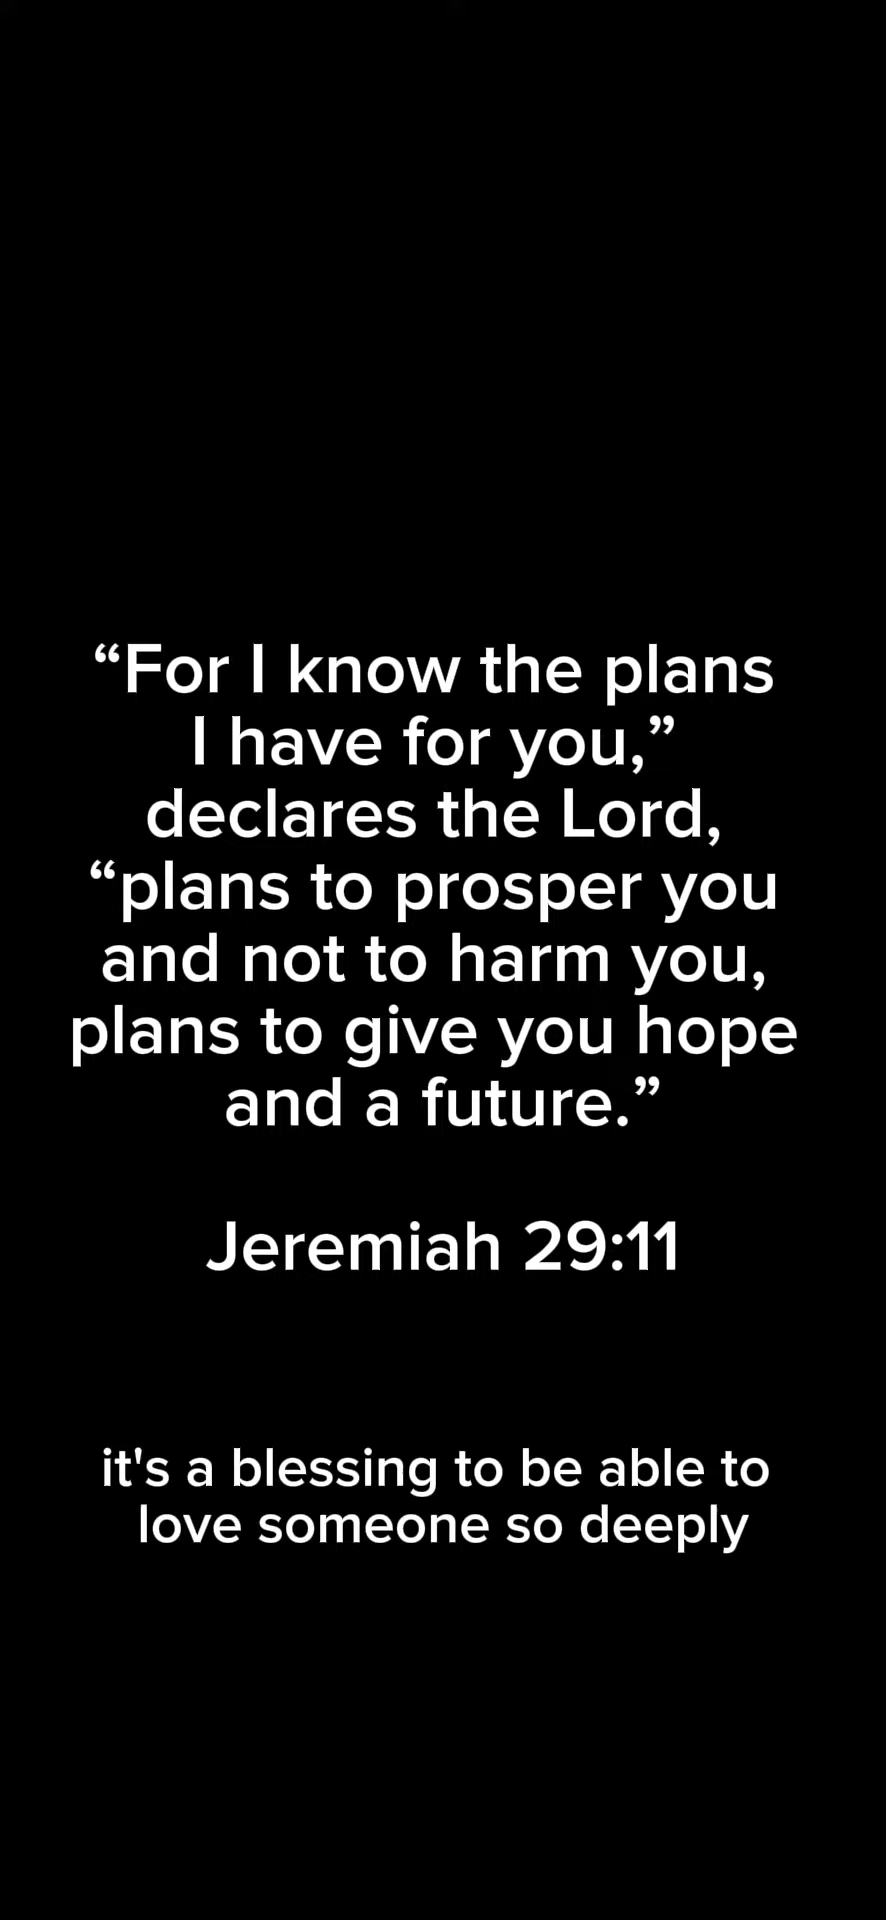 “For I know the plans
I have for you,”
declares the Lord,
“plans to prosper you
and not to harm you,
plans to give you hope
and a future.”
Jeremiah 29:11
it's a blessing to be able to
love someone so deeply